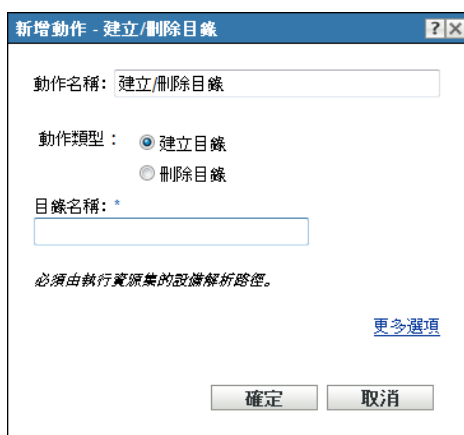 新增動作 - 建立/刪除目錄
動作名稱: 建立/刪除目錄
動作類型:
建立目錄
刪除目錄
目錄名稱: *
必須由執行資源集的設備解析路徑。
更多選項
確定 取消